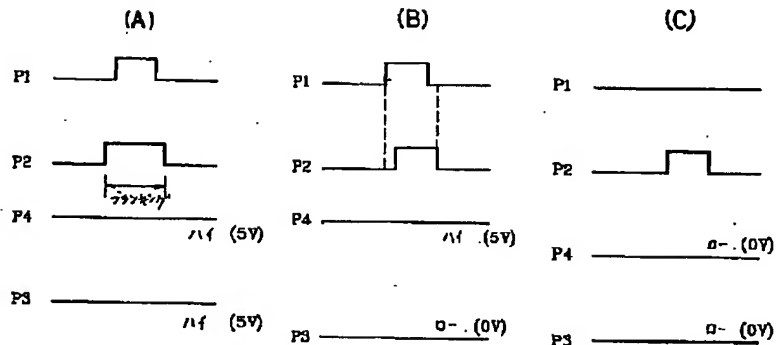 (A)
P1
P2
ブランキング
P4
ハイ (5V)
P3
ハイ (5V)
(B)
P1
P2
P4
ハイ (5V)
P3
ロー (0V)
(C)
P1
P2
P4
ロー (0V)
P3
ロー (0V)